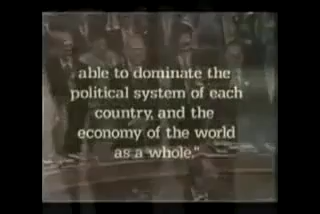 able to dominate the
political system of each
country, and the
economy of the world
as a whole."